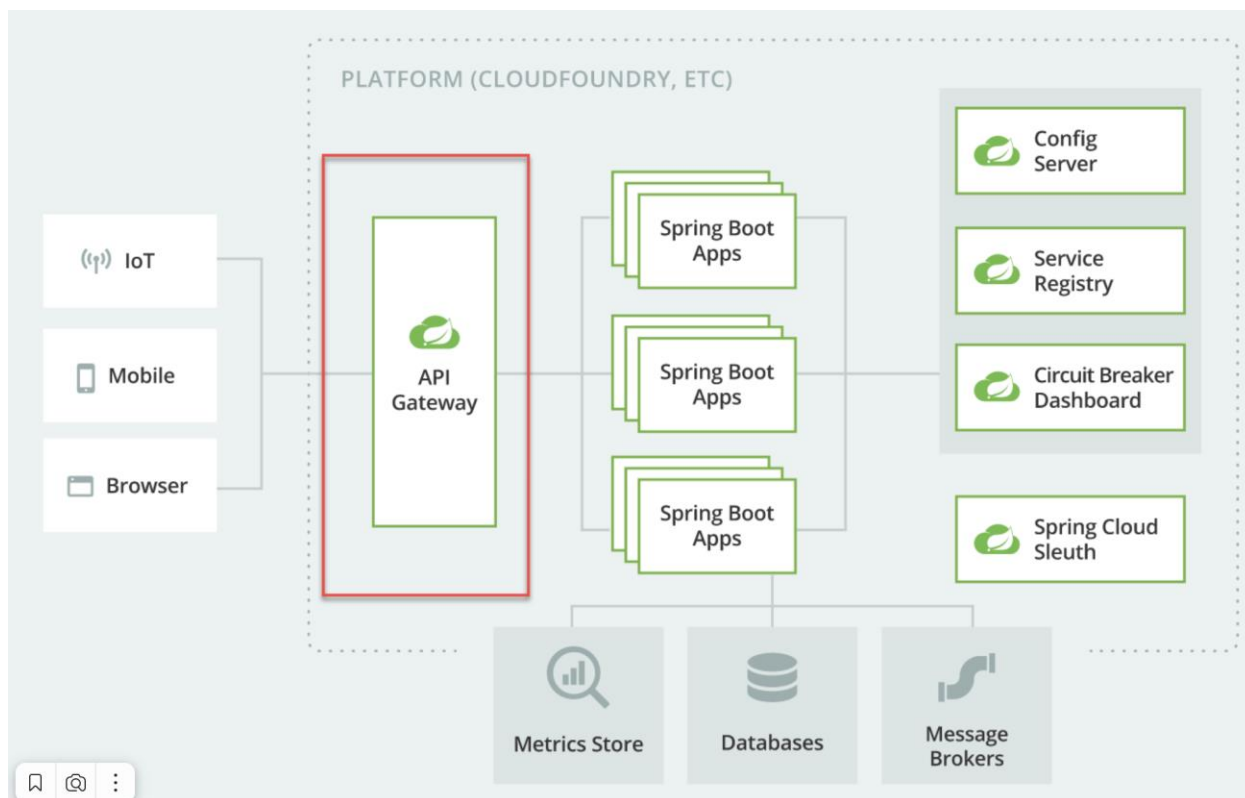 PLATFORM (CLOUDFOUNDRY, ETC)
IoT
Mobile
Browser
API
Gateway
Spring Boot
Apps
Spring Boot
Apps
Spring Boot
Apps
Config
Server
Service
Registry
Circuit Breaker
Dashboard
Spring Cloud
Sleuth
Metrics Store
Databases
Message
Brokers